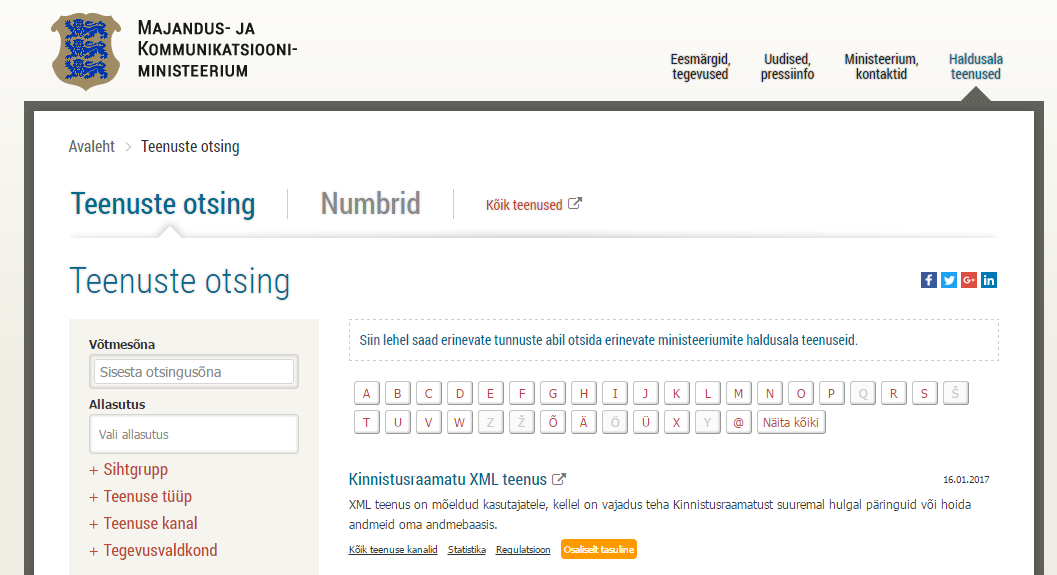 MAJANDUS- JA
KOMMUNIKATSIOONI-
MINISTEERIUM
Eesmärgid,
tegevused
Uudised,
pressiinfo
Ministeerium,
kontaktid
Haldusala
teenused
Avaleht > Teenuste otsing
Teenuste otsing
Numbrid
Kõik teenused
Teenuste otsing
f t G+ in
Võtmesõna
Sisesta otsingusõna
Allasutus
Vali allasutus
+ Sihtgrupp
+ Teenuse tüüp
+ Teenuse kanal
+ Tegevusvaldkond
Siin lehel saad erinevate tunnuste abil otsida erinevate ministeeriumite haldusala teenuseid.
A B C D E F G H I J K L M N O P Q R S Š
T U V W Z Ž Õ Ä Ö Ü X Y @ Näita kõiki
Kinnistusraamatu XML teenus 16.01.2017
XML teenus on mõeldud kasutajatele, kellel on vajadus teha Kinnistusraamatust suuremal hulgal päringuid või hoida
andmeid oma andmebaasis.
Kõik teenuse kanalid Statistika Regulatsioon Osaliselt tasuline